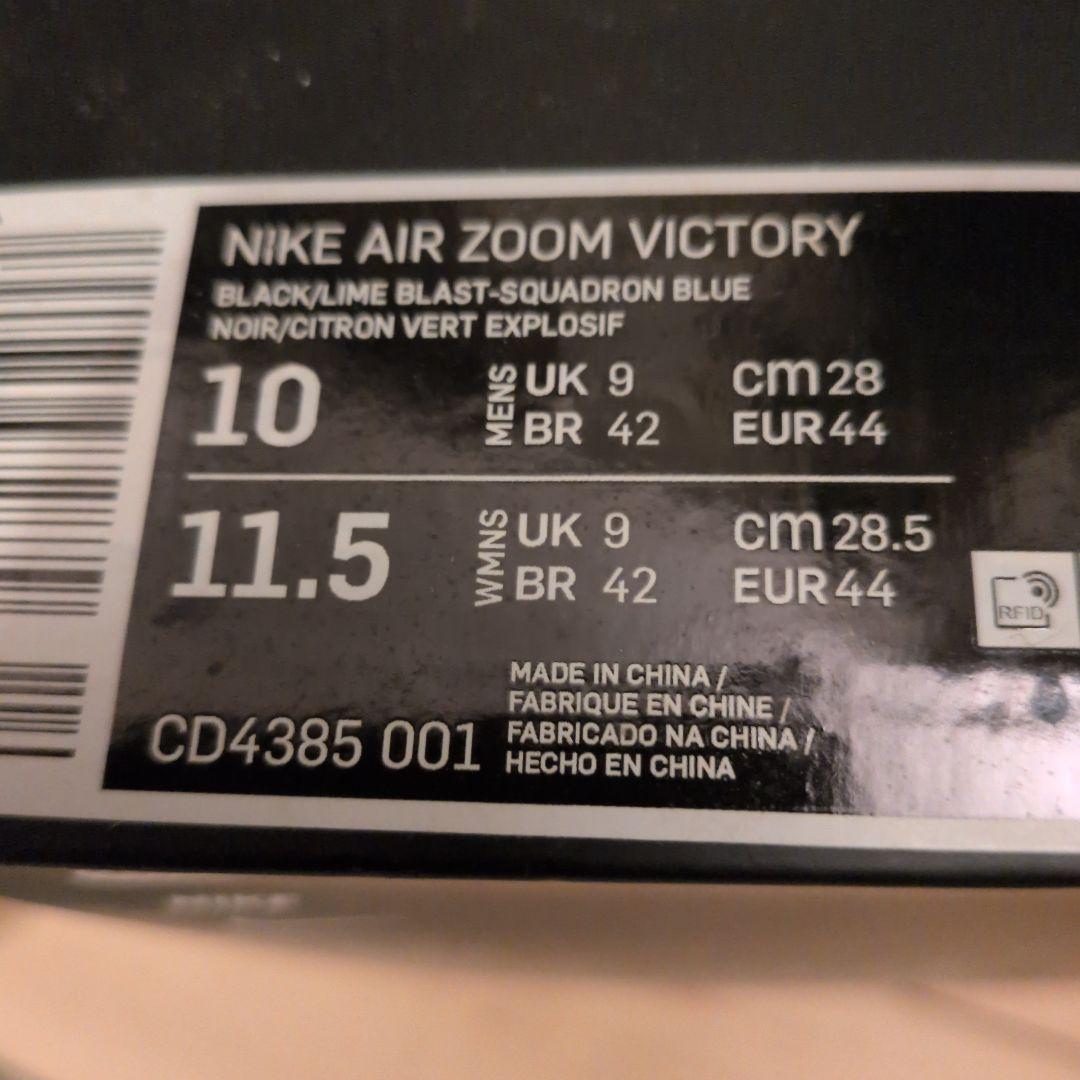 NIKE AIR ZOOM VICTORY
BLACK/LIME BLAST-SQUADRON BLUE
NOIR/CITRON VERT EXPLOSIF
10 MENS UK 9 cm 28
BR 42 EUR 44
11.5 WMNS UK 9 cm 28.5
BR 42 EUR 44
RFID
MADE IN CHINA /
FABRIQUE EN CHINE /
FABRICADO NA CHINA /
HECHO EN CHINA
CD4385 001